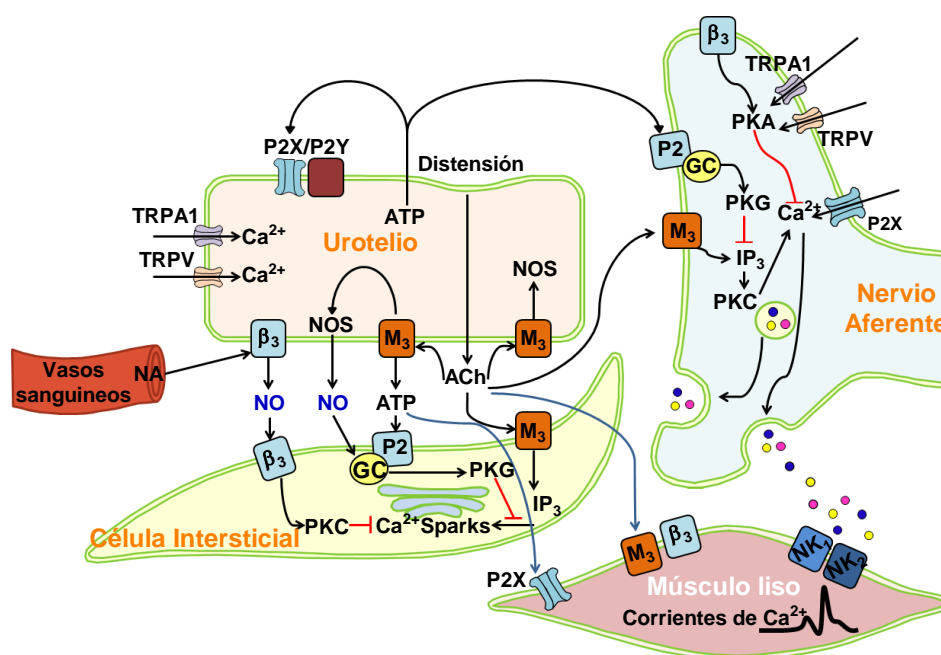 β3
TRPA1
PKA
TRPV
P2X/P2Y
Distensión
P2
GC
PKG
Ca2+
P2X
ATP
TRPA1
Ca2+
Urotelio
M3
IP3
TRPV
Ca2+
NOS
PKC
Nervio
Aferente
NOS
β3
M3
M3
Vasos
sanguineos
NA
ACh
NO
NO
ATP
M3
P2
β3
GC
PKG
IP3
Célula Intersticial
PKC
Ca2+Sparks
M3
β3
NK1
NK2
P2X
Músculo liso
Corrientes de Ca2+